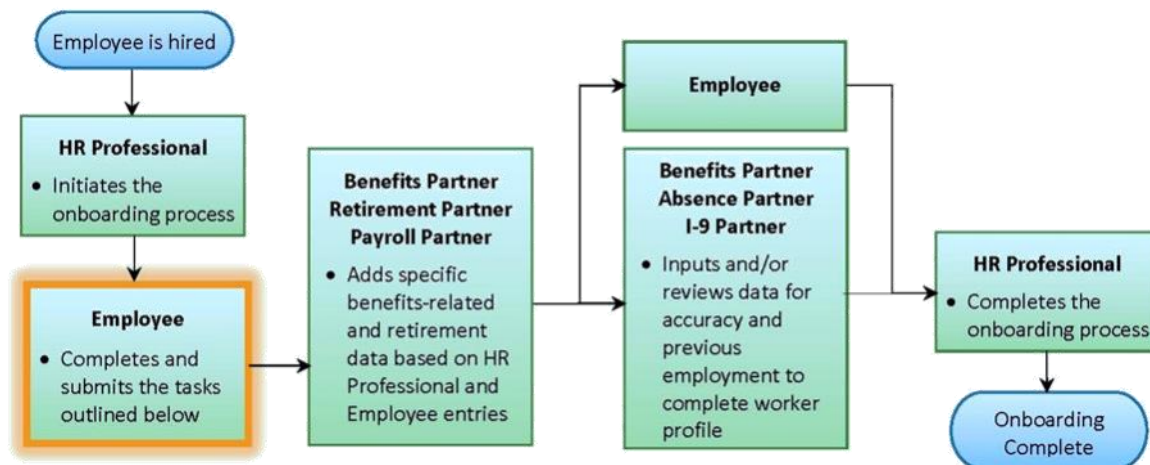 Employee is hired
HR Professional
• Initiates the
onboarding process
Employee
• Completes and
submits the tasks
outlined below
Benefits Partner
Retirement Partner
Payroll Partner
• Adds specific
benefits-related
and retirement
data based on HR
Professional and
Employee entries
Employee
Benefits Partner
Absence Partner
I-9 Partner
• Inputs and/or
reviews data for
accuracy and
previous
employment to
complete worker
profile
HR Professional
• Completes the
onboarding process
Onboarding
Complete